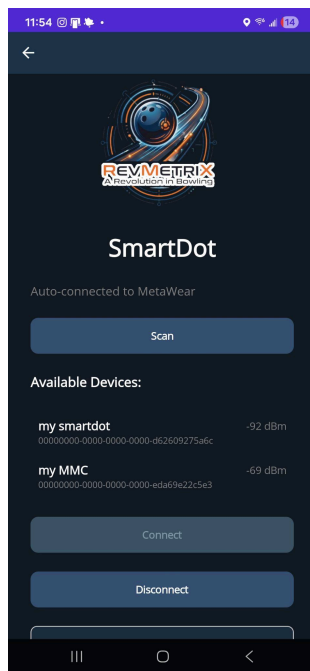 11:54
14
REVMETRIX
A Revolution in Bowling
SmartDot
Auto-connected to MetaWear
Scan
Available Devices:
my smartdot -92 dBm
00000000-0000-0000-0000-d62609275a6c
my MMC -69 dBm
00000000-0000-0000-0000-eda69e22c5e3
Connect
Disconnect